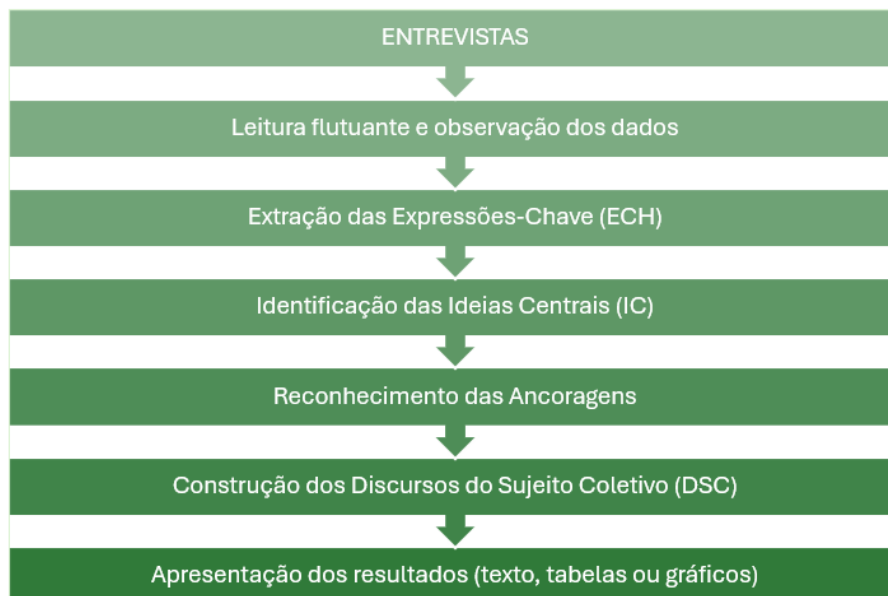 ENTREVISTAS
Leitura flutuante e observação dos dados
Extração das Expressões-Chave (ECH)
Identificação das Ideias Centrais (IC)
Reconhecimento das Ancoragens
Construção dos Discursos do Sujeito Coletivo (DSC)
Apresentação dos resultados (texto, tabelas ou gráficos)